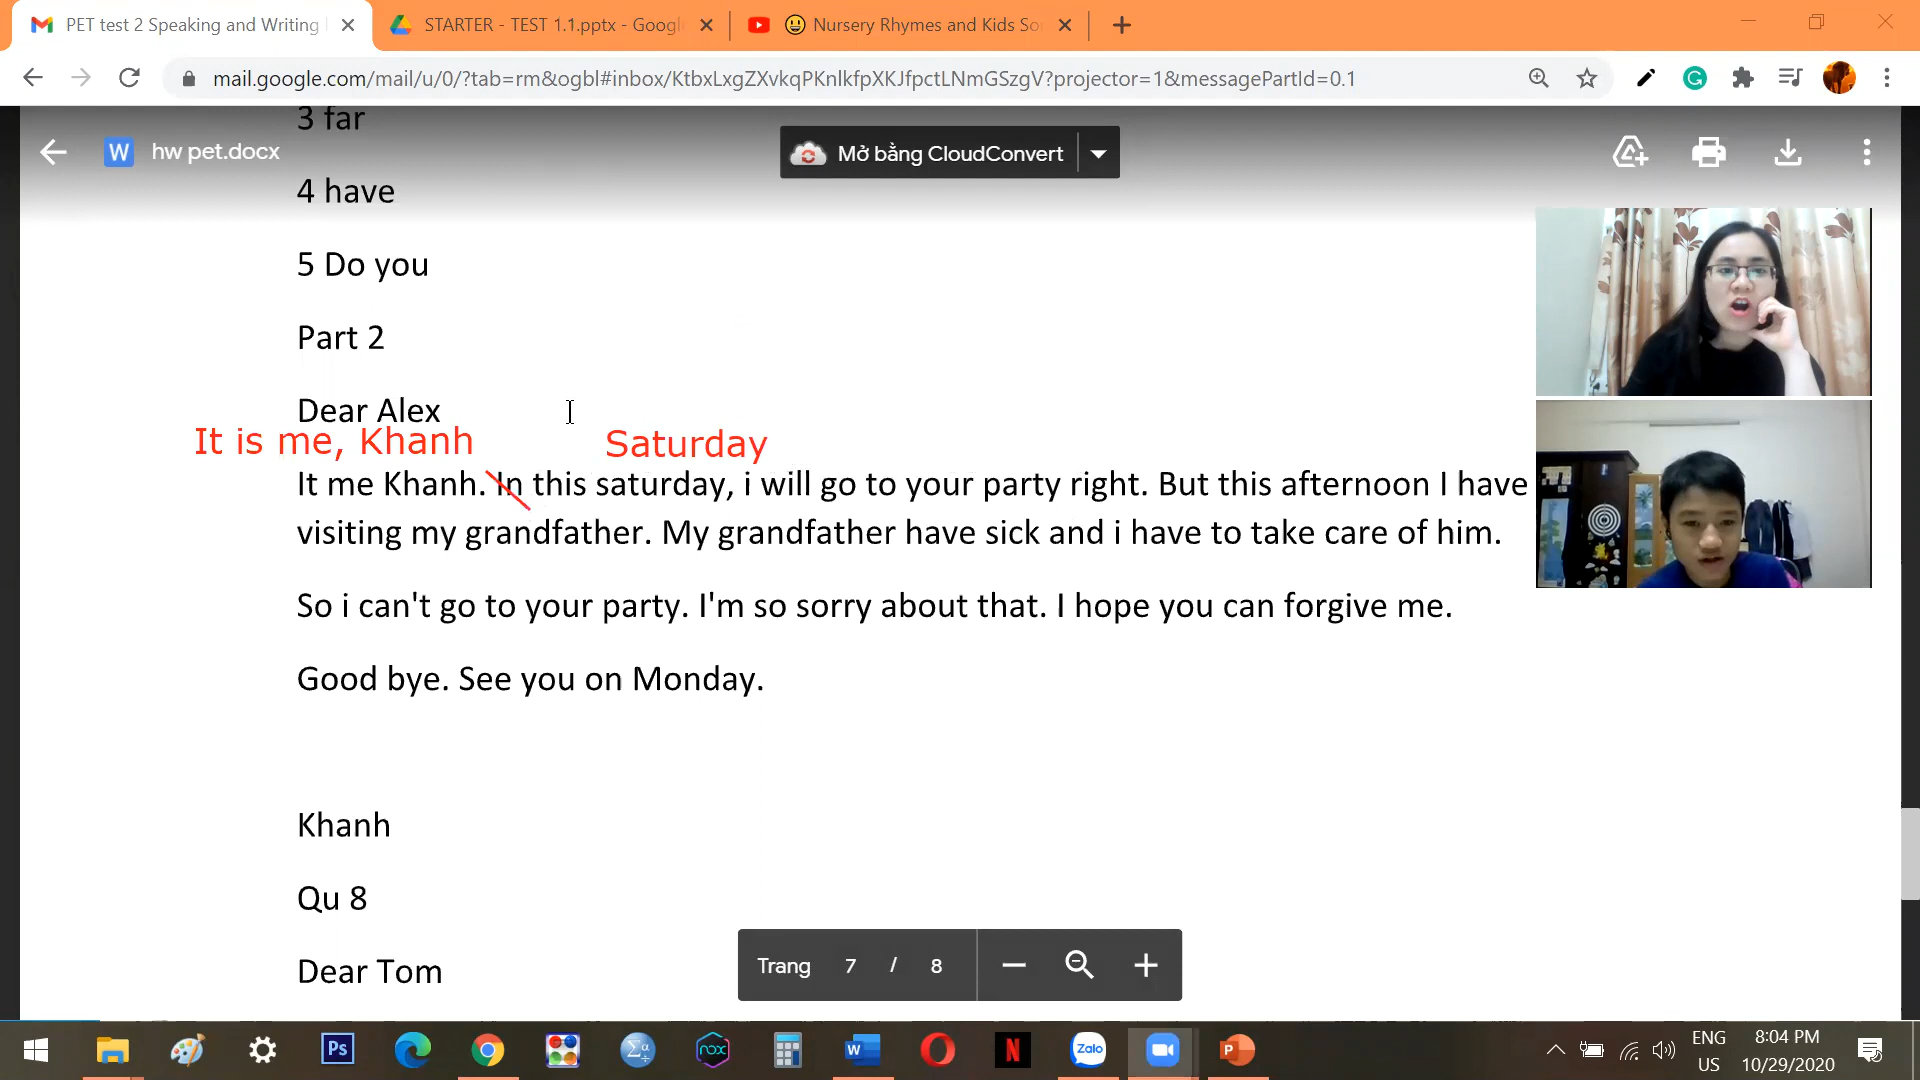 PET test 2 Speaking and Writing
STARTER - TEST 1.1.pptx - Googl
Nursery Rhymes and Kids So
mail.google.com/mail/u/0/?tab=rm&ogbl#inbox/KtbxLxgZXvkqPKnlkfpXKJfpctLNmGSzgV?projector=1&messagePartId=0.1
3 far
W hw pet.docx
Mở bằng CloudConvert
4 have
5 Do you
Part 2
Dear Alex
It is me, Khanh Saturday
It me Khanh. In this saturday, i will go to your party right. But this afternoon I have
visiting my grandfather. My grandfather have sick and i have to take care of him.
So i can't go to your party. I'm so sorry about that. I hope you can forgive me.
Good bye. See you on Monday.
Khanh
Qu 8
Dear Tom
Trang 7 / 8
Ps
nox
W
N
Zalo
P
ENG
US
8:04 PM
10/29/2020